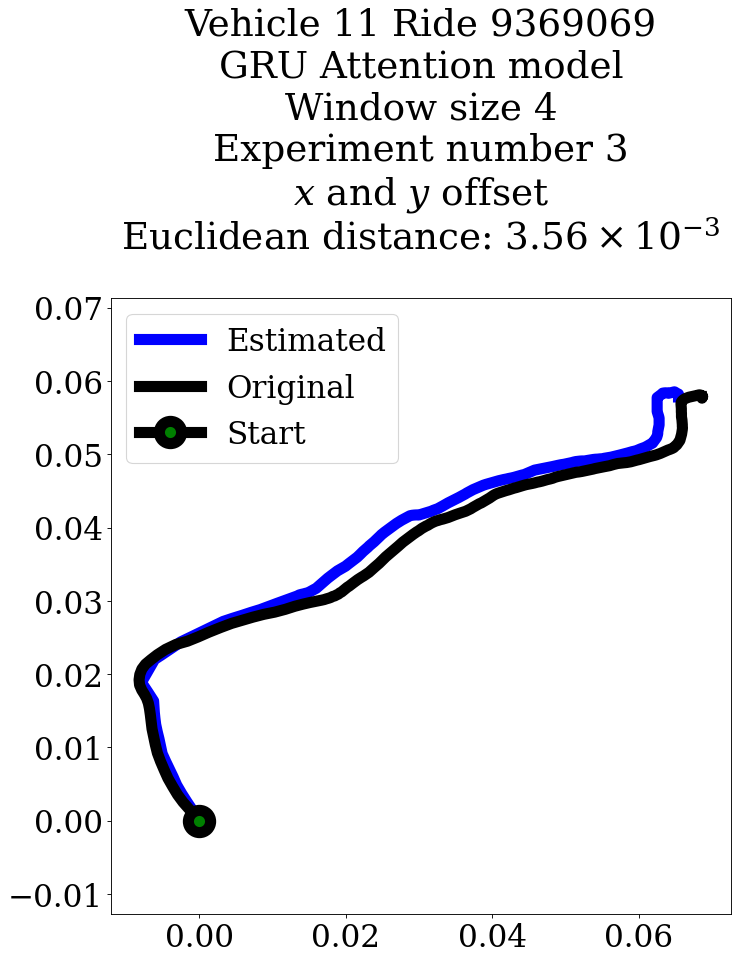 Vehicle 11 Ride 9369069
GRU Attention model
Window size 4
Experiment number 3
x and y offset
Euclidean distance: 3.56 × 10⁻³
0.07
0.06
0.05
0.04
0.03
0.02
0.01
0.00
−0.01
Estimated
Original
Start
0.00 0.02 0.04 0.06